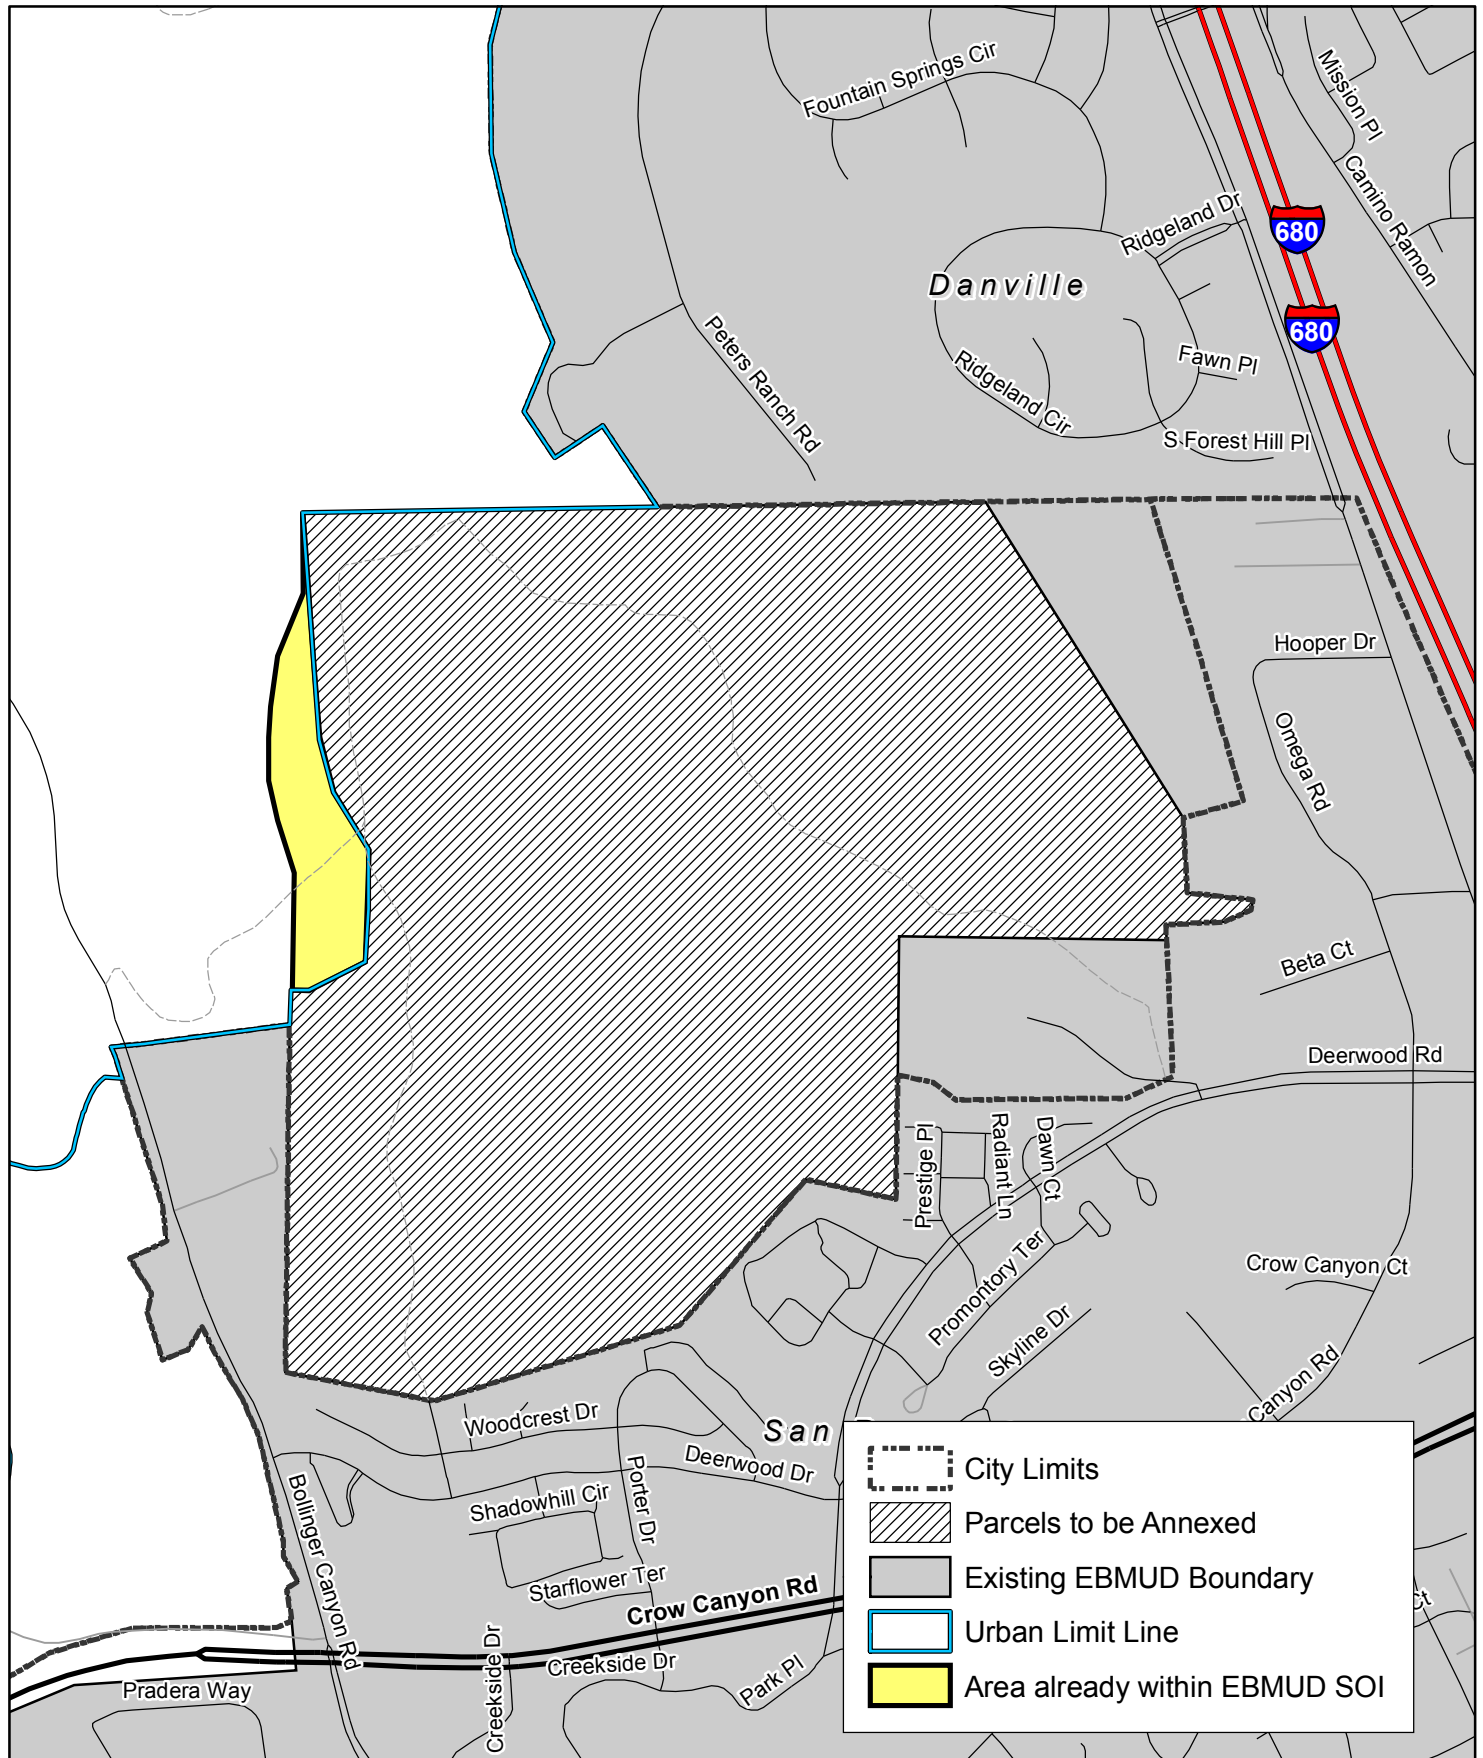 Fountain Springs Cir
Mission Pl
Camino Ramon
Ridgeland Dr
680
Danville
680
Peters Ranch Rd
Fawn Pl
Ridgeland Cir
S Forest Hill Pl
Hooper Dr
Omega Rd
Beta Ct
Deerwood Rd
Prestige Pl
Radiant Ln
Dawn Ct
Promontory Ter
Crow Canyon Ct
Skyline Dr
Canyon Rd
Woodcrest Dr
San
Deerwood Dr
Porter Dr
Shadowhill Cir
Bollinger Canyon Rd
Starflower Ter
Crow Canyon Rd
Ct
Creekside Dr
Creekside Dr
Park Pl
Pradera Way
City Limits
Parcels to be Annexed
Existing EBMUD Boundary
Urban Limit Line
Area already within EBMUD SOI